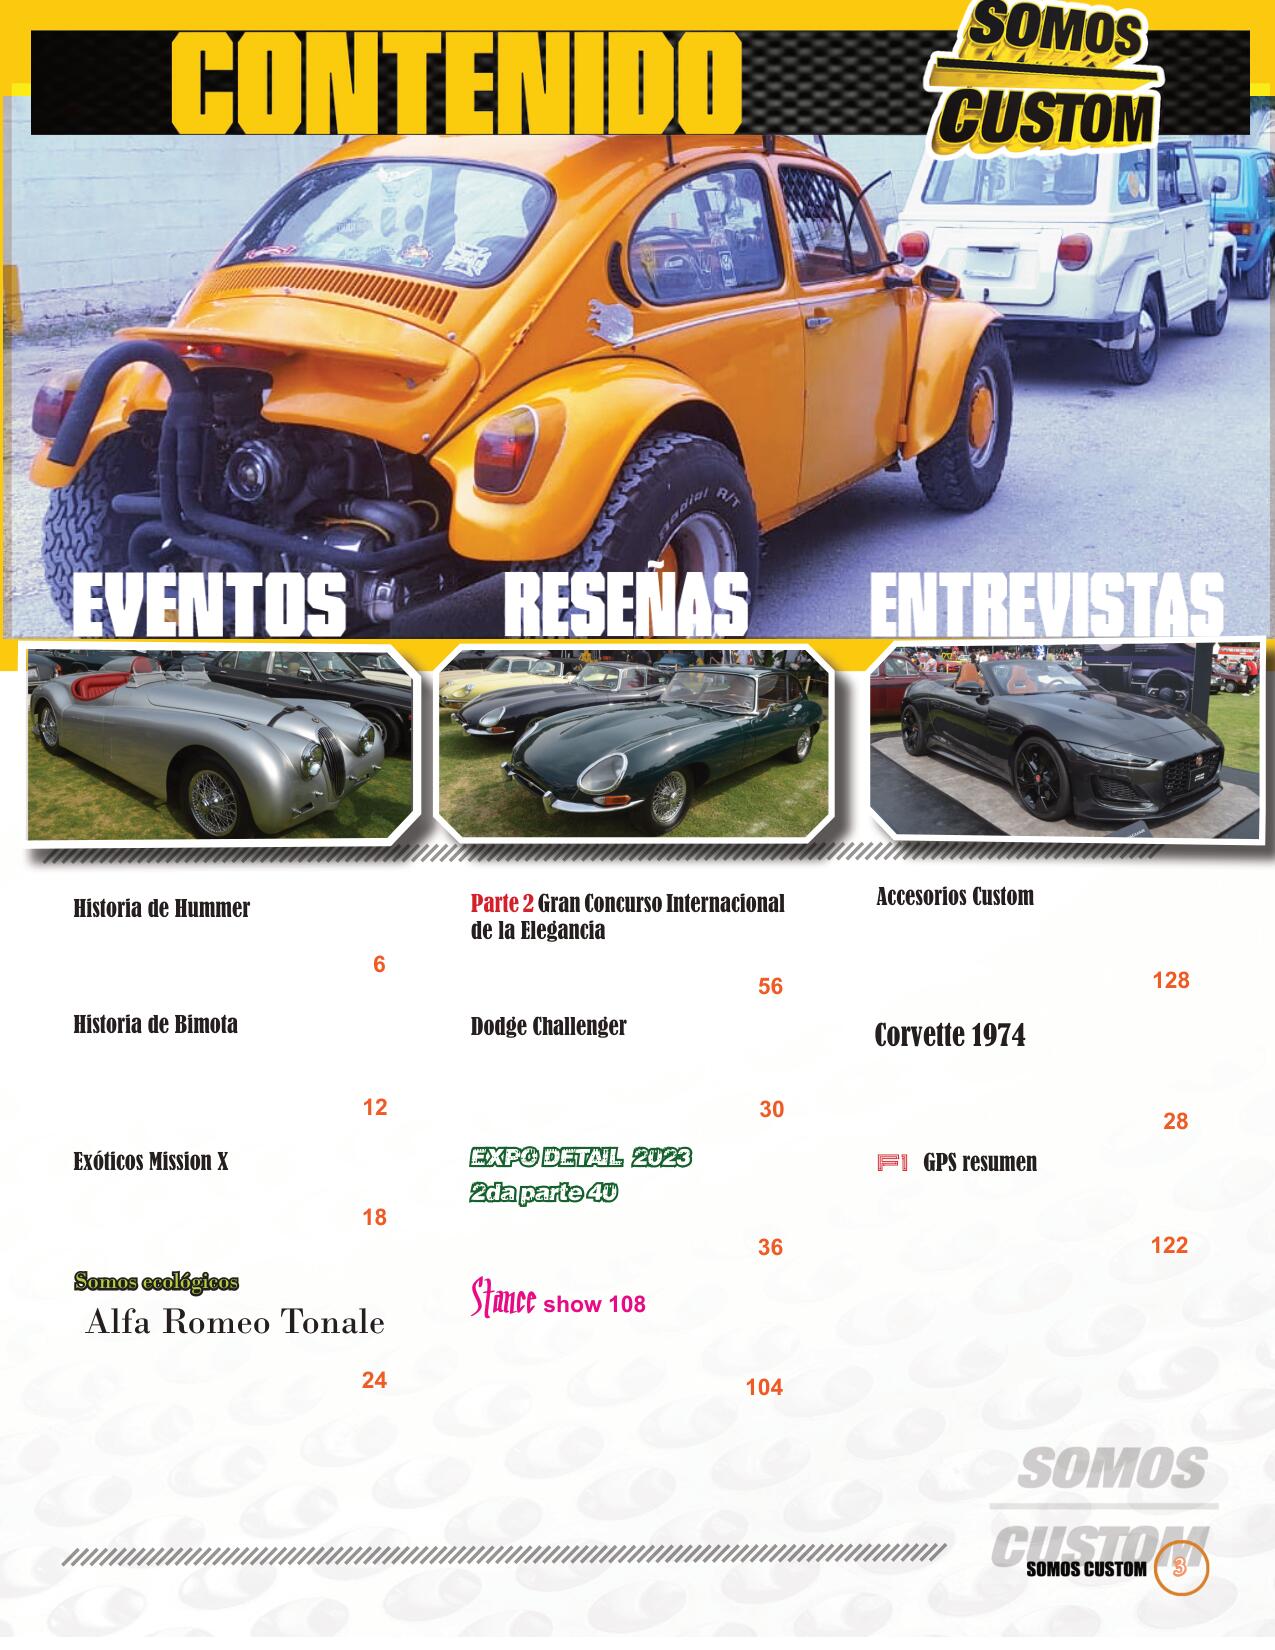 CONTENIDO
SOMOS
CUSTOM
Radial R/T
EVENTOS
RESEÑAS
ENTREVISTAS
Historia de Hummer
6
Historia de Bimota
12
Exóticos Mission X
18
Somos ecológicos
Alfa Romeo Tonale
24
Parte 2 Gran Concurso Internacional
de la Elegancia
56
Dodge Challenger
30
EXPO DETAIL 2023
2da parte 4U
36
Stance show 108
104
Accesorios Custom
128
Corvette 1974
28
F1 GPS resumen
122
SOMOS
CUSTOM
SOMOS CUSTOM 3